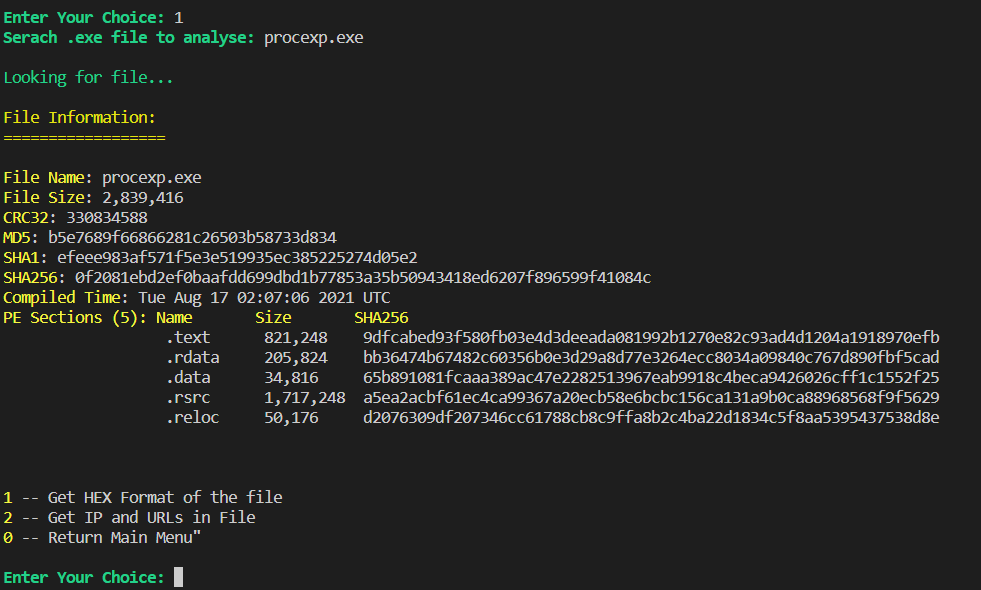 Enter Your Choice: 1
Serach .exe file to analyse: procexp.exe
Looking for file...
File Information:
==================
File Name: procexp.exe
File Size: 2,839,416
CRC32: 330834588
MD5: b5e7689f66866281c26503b58733d834
SHA1: efeee983af571f5e3e519935ec385225274d05e2
SHA256: 0f2081ebd2ef0baafdd699dbd1b77853a35b50943418ed6207f896599f41084c
Compiled Time: Tue Aug 17 02:07:06 2021 UTC
PE Sections (5): Name Size SHA256
.text 821,248 9dfcabed93f580fb03e4d3deeada081992b1270e82c93ad4d1204a1918970efb
.rdata 205,824 bb36474b67482c60356b0e3d29a8d77e3264ecc8034a09840c767d890fbf5cad
.data 34,816 65b891081fcaaa389ac47e2282513967eab9918c4beca9426026cff1c1552f25
.rsrc 1,717,248 a5ea2acbf61ec4ca99367a20ecb58e6bcbc156ca131a9b0ca88968568f9f5629
.reloc 50,176 d2076309df207346cc61788cb8c9ffa8b2c4ba22d1834c5f8aa5395437538d8e
1 -- Get HEX Format of the file
2 -- Get IP and URLs in File
0 -- Return Main Menu"
Enter Your Choice: